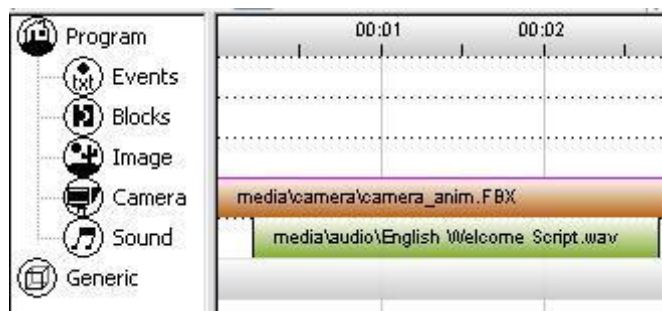 Program
00:01 00:02
Events
txt
Blocks
Image
Camera
media\camera\camera_anim.FBX
Sound
media\audio\English Welcome Script.wav
Generic